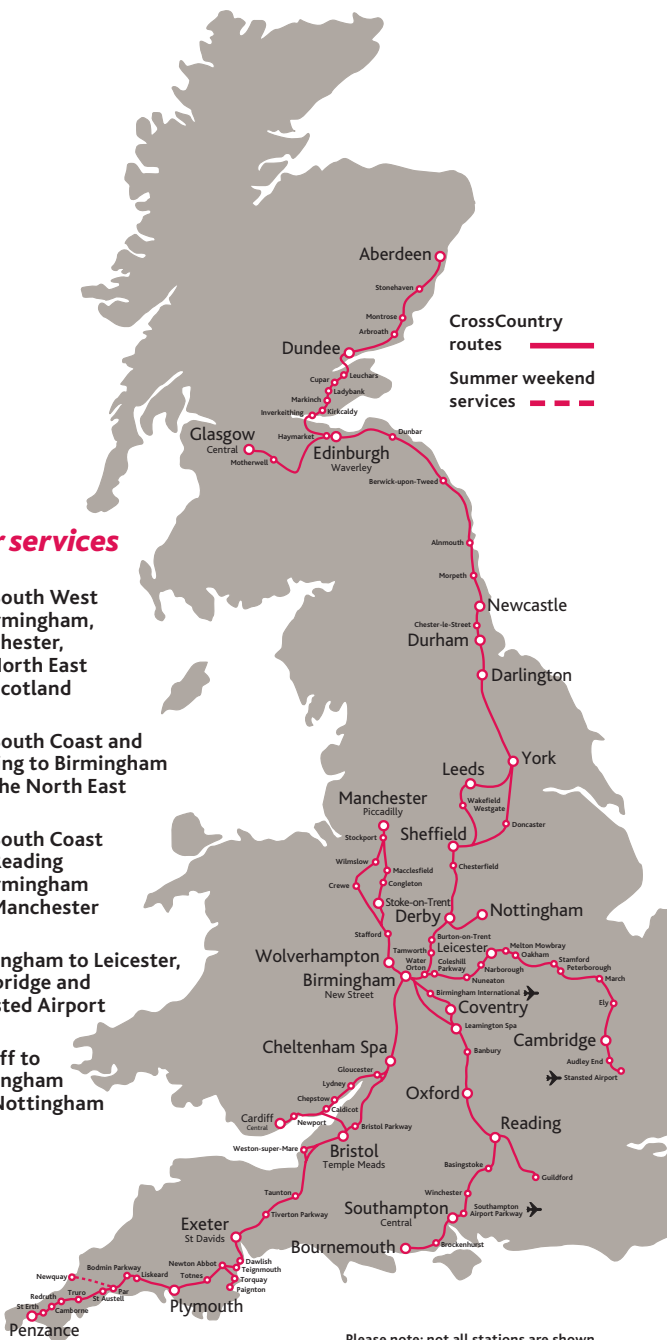 Aberdeen
Stonehaven
Montrose
Arbroath
CrossCountry
routes
Dundee
Leuchars
Cupar
Summer weekend
services
Ladybank
Markinch
Kirkcaldy
Inverkeithing
Glasgow
Central
Haymarket
Edinburgh
Waverley
Dunbar
Motherwell
Berwick-upon-Tweed
r services
Alnmouth
Morpeth
outh West
rmingham,
hester,
orth East
cotland
Newcastle
Chester-le-Street
Durham
Darlington
outh Coast and
ng to Birmingham
he North East
York
Leeds
Wakefield
Westgate
Manchester
Piccadilly
Doncaster
Stockport
Sheffield
outh Coast
eading
rmingham
Manchester
Wilmslow
Macclesfield
Chesterfield
Crewe
Congleton
Stoke-on-Trent
Derby
Nottingham
Stafford
Burton-on-Trent
Leicester
Melton Mowbray
Oakham
Tamworth
Wolverhampton
Water
Orton
Coleshill
Parkway
Narborough
Nuneaton
Stamford
Peterborough
March
ngham to Leicester,
bridge and
sted Airport
Birmingham
New Street
Birmingham International
Ely
Coventry
Leamington Spa
Cambridge
Banbury
Audley End
Stansted Airport
Cheltenham Spa
ff to
ngham
Nottingham
Gloucester
Lydney
Chepstow
Caldicot
Oxford
Cardiff
Central
Newport
Bristol Parkway
Reading
Weston-super-Mare
Bristol
Temple Meads
Basingstoke
Guildford
Taunton
Winchester
Tiverton Parkway
Southampton
Central
Southampton
Airport Parkway
Exeter
St Davids
Bournemouth
Brockenhurst
Dawlish
Teignmouth
Newton Abbot
Torquay
Paignton
Totnes
Bodmin Parkway
Liskeard
Newquay
Par
St Austell
Truro
Redruth
Camborne
St Erth
Plymouth
Penzance
Please note: not all stations are shown